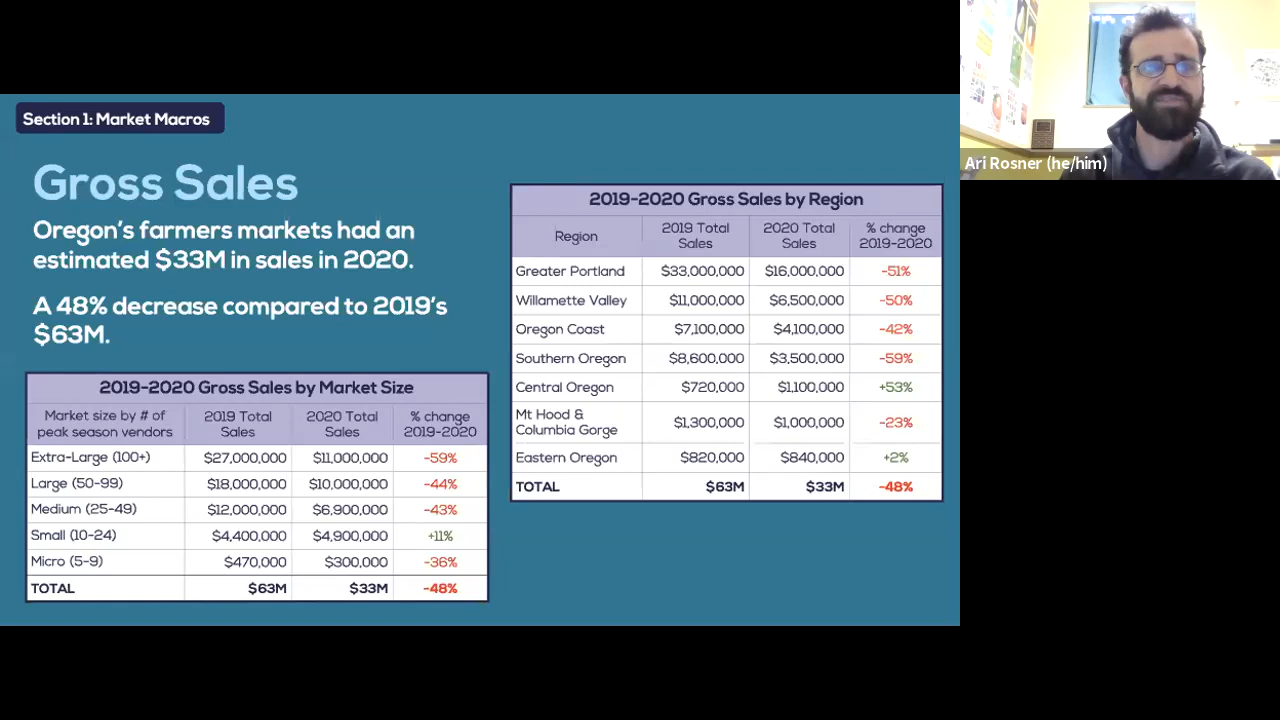 Section 1: Market Macros
Gross Sales
Oregon's farmers markets had an
estimated $33M in sales in 2020.
A 48% decrease compared to 2019's
$63M.
2019-2020 Gross Sales by Market Size
Market size by # of peak season vendors 2019 Total Sales 2020 Total Sales % change 2019-2020
Extra-Large (100+) $27,000,000 $11,000,000 -59%
Large (50-99) $18,000,000 $10,000,000 -44%
Medium (25-49) $12,000,000 $6,900,000 -43%
Small (10-24) $4,400,000 $4,900,000 +11%
Micro (5-9) $470,000 $300,000 -36%
TOTAL $63M $33M -48%
2019-2020 Gross Sales by Region
Region 2019 Total Sales 2020 Total Sales % change 2019-2020
Greater Portland $33,000,000 $16,000,000 -51%
Willamette Valley $11,000,000 $6,500,000 -50%
Oregon Coast $7,100,000 $4,100,000 -42%
Southern Oregon $8,600,000 $3,500,000 -59%
Central Oregon $720,000 $1,100,000 +53%
Mt Hood & Columbia Gorge $1,300,000 $1,000,000 -23%
Eastern Oregon $820,000 $840,000 +2%
TOTAL $63M $33M -48%
Ari Rosner (he/him)